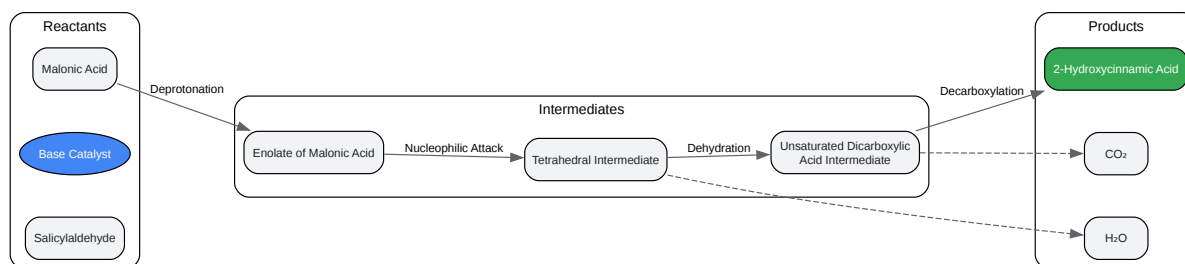 Reactants
Malonic Acid
Base Catalyst
Salicylaldehyde
Deprotonation
Intermediates
Enolate of Malonic Acid
Nucleophilic Attack
Tetrahedral Intermediate
Dehydration
Unsaturated Dicarboxylic
Acid Intermediate
Decarboxylation
Products
2-Hydroxycinnamic Acid
CO₂
H₂O